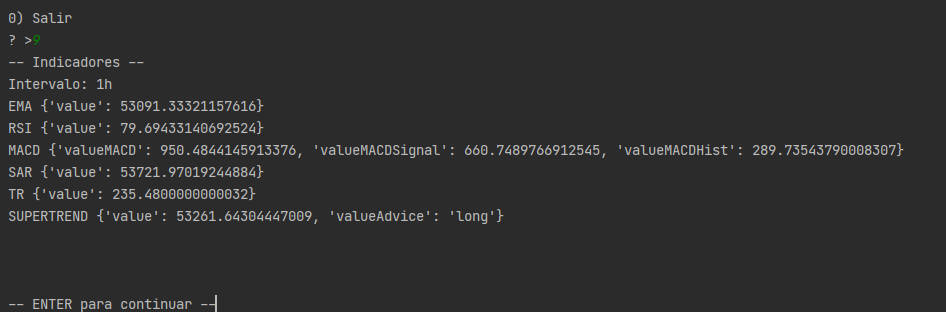 0) Salir
? >9
-- Indicadores --
Intervalo: 1h
EMA {'value': 53091.33321157616}
RSI {'value': 79.69433140692524}
MACD {'valueMACD': 950.4844145913376, 'valueMACDSignal': 660.7489766912545, 'valueMACDHist': 289.73543790008307}
SAR {'value': 53721.97019244884}
TR {'value': 235.4800000000032}
SUPERTREND {'value': 53261.64304447009, 'valueAdvice': 'long'}
-- ENTER para continuar --